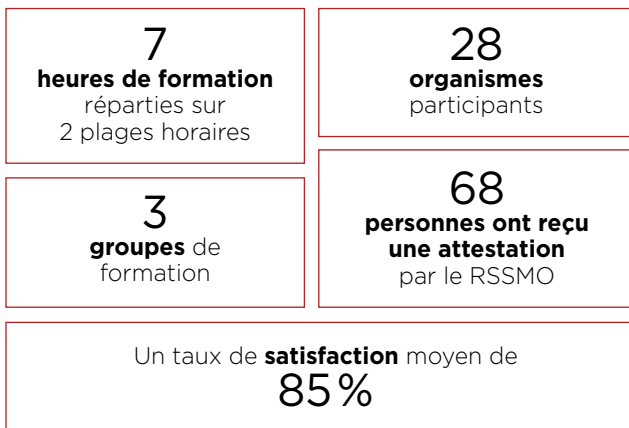 7
heures de formation
réparties sur
2 plages horaires
28
organismes
participants
3
groupes de
formation
68
personnes ont reçu
une attestation
par le RSSMO
Un taux de satisfaction moyen de
85 %